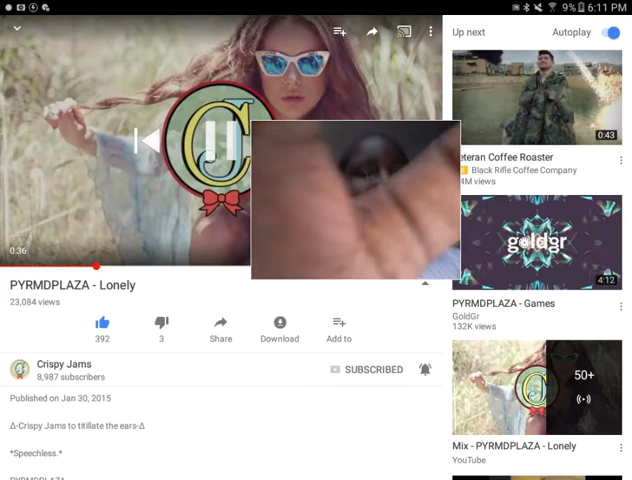 9% 6:11 PM
0:36
PYRMDPLAZA - Lonely
23,084 views
392
3
Share
Download
Add to
Crispy Jams
8,987 subscribers
SUBSCRIBED
Published on Jan 30, 2015
Δ-Crispy Jams to titillate the ears-Δ
*Speechless.*
PYRMDPLAZA
Up next
Autoplay
0:43
eteran Coffee Roaster
Black Rifle Coffee Company
4M views
goldgr
4:12
PYRMDPLAZA - Games
GoldGr
132K views
50+
Mix - PYRMDPLAZA - Lonely
YouTube